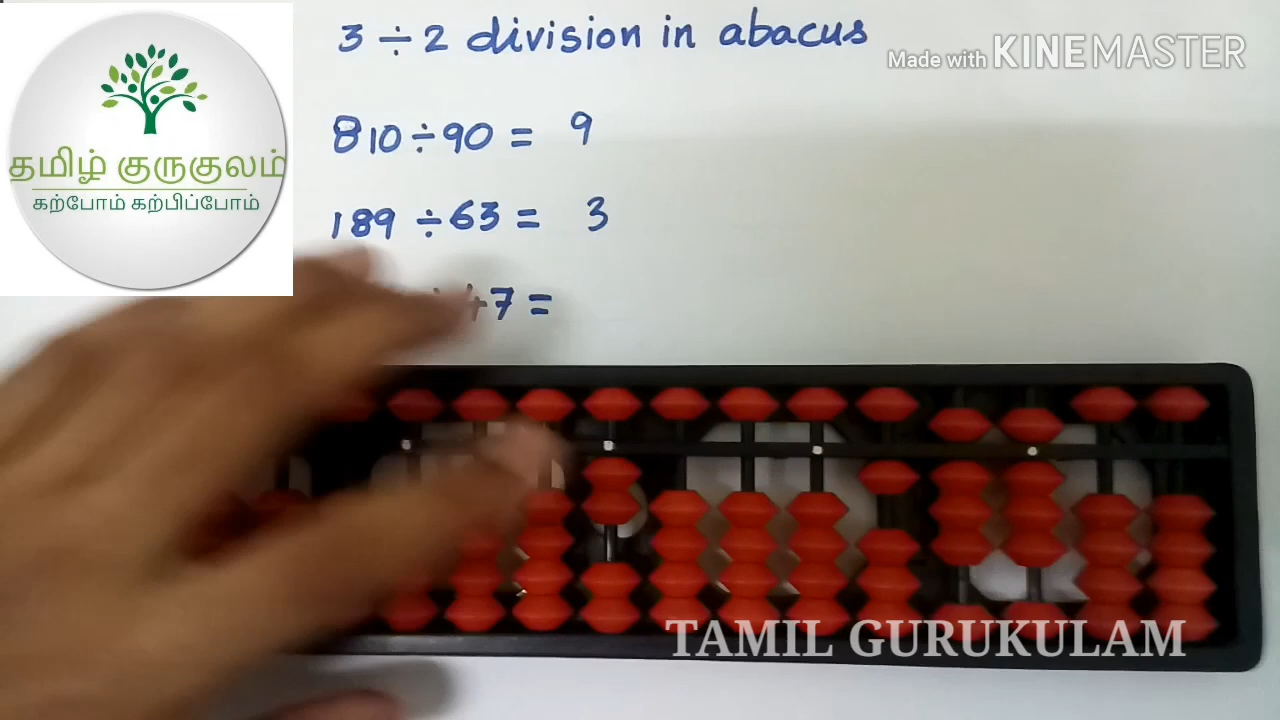 3 ÷ 2 division in abacus
Made with KINEMASTER
810 ÷ 90 = 9
தமிழ் குருகுலம்
கற்போம் கற்பிப்போம்
189 ÷ 63 = 3
47 =
TAMIL GURUKULAM